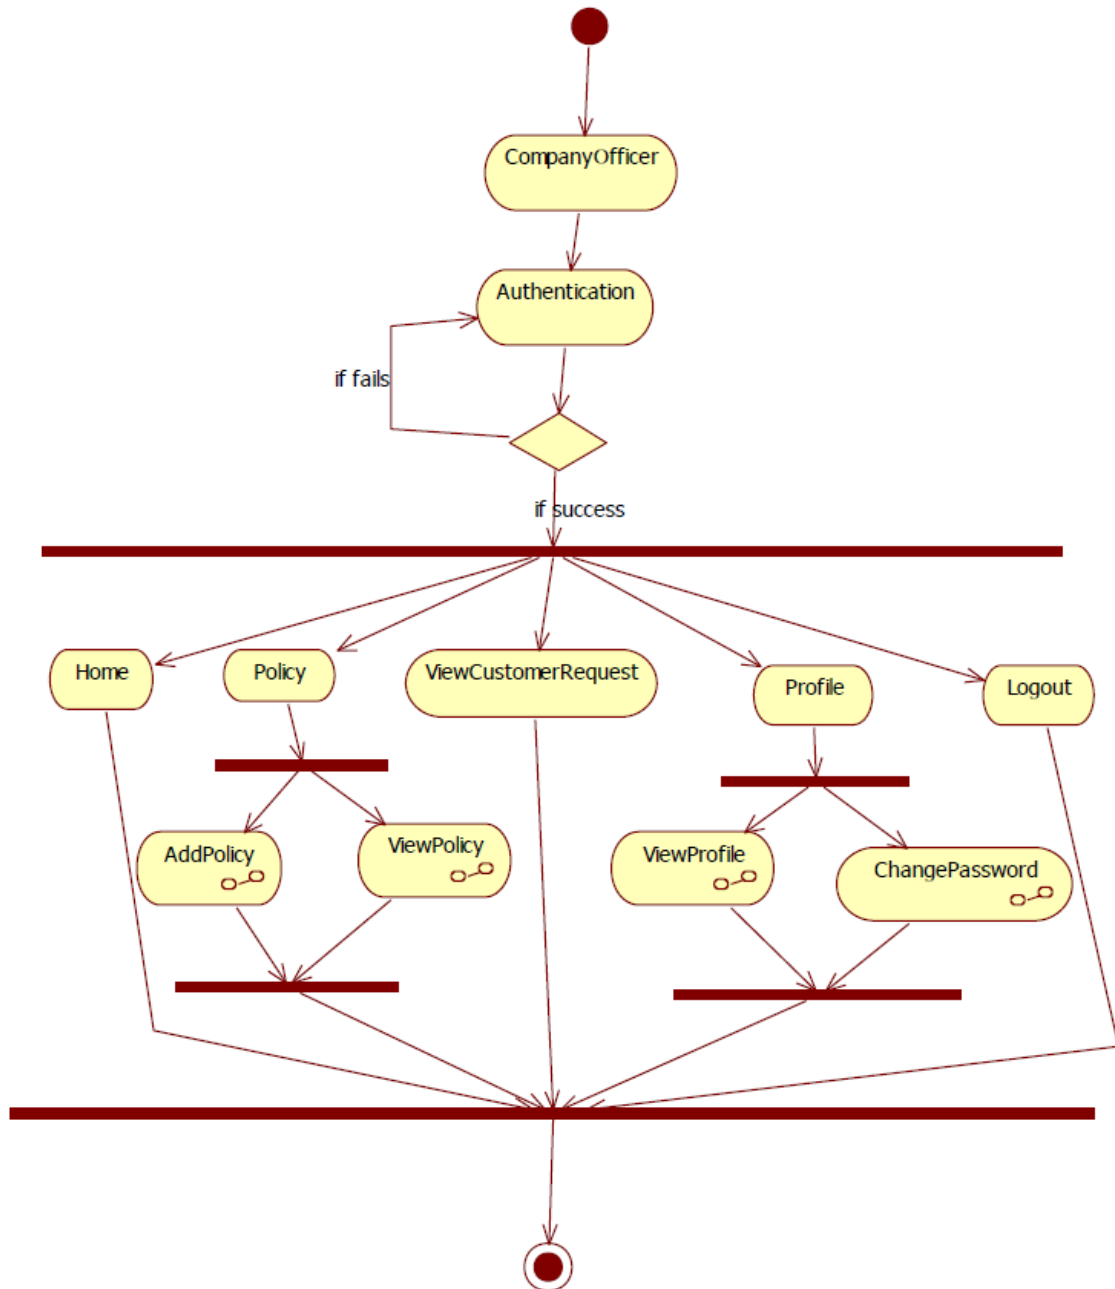 CompanyOfficer
Authentication
if fails
if success
Home
Policy
ViewCustomerRequest
Profile
Logout
AddPolicy
ViewPolicy
ViewProfile
ChangePassword